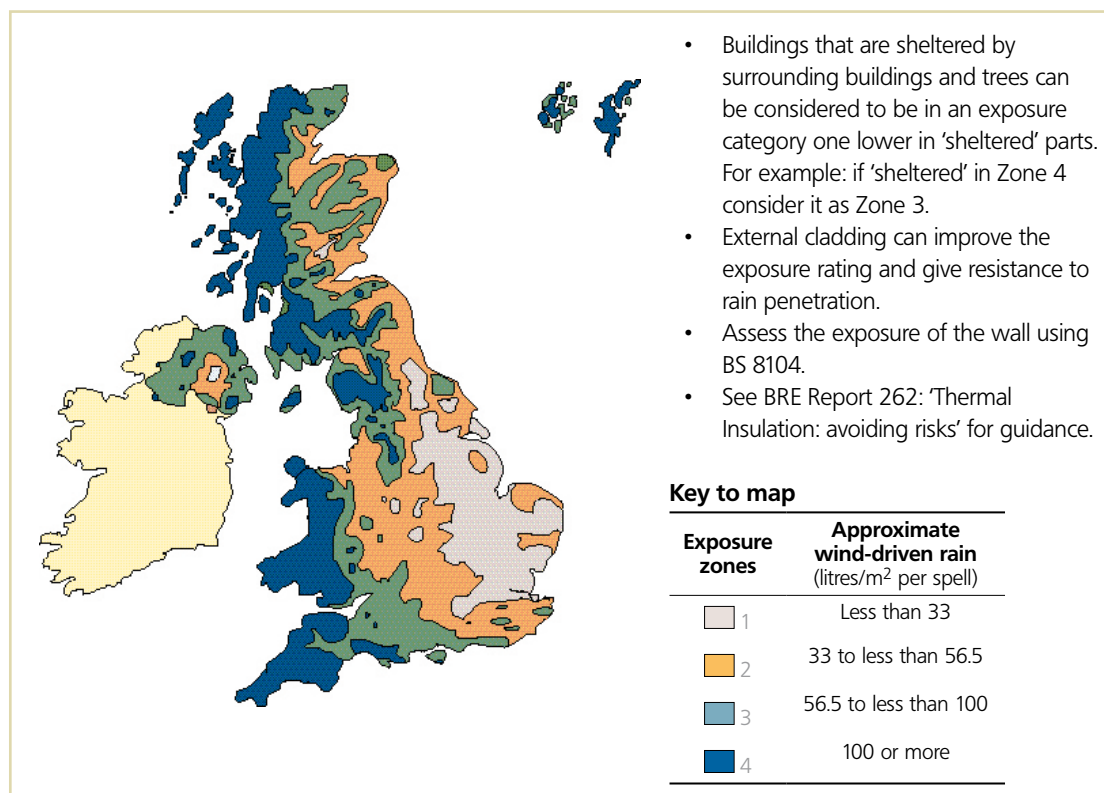 • Buildings that are sheltered by
surrounding buildings and trees can
be considered to be in an exposure
category one lower in ‘sheltered’ parts.
For example: if ‘sheltered’ in Zone 4
consider it as Zone 3.
• External cladding can improve the
exposure rating and give resistance to
rain penetration.
• Assess the exposure of the wall using
BS 8104.
• See BRE Report 262: ‘Thermal
Insulation: avoiding risks’ for guidance.
Key to map
Exposure zones
Approximate
wind-driven rain
(litres/m² per spell)
1 Less than 33
2 33 to less than 56.5
3 56.5 to less than 100
4 100 or more